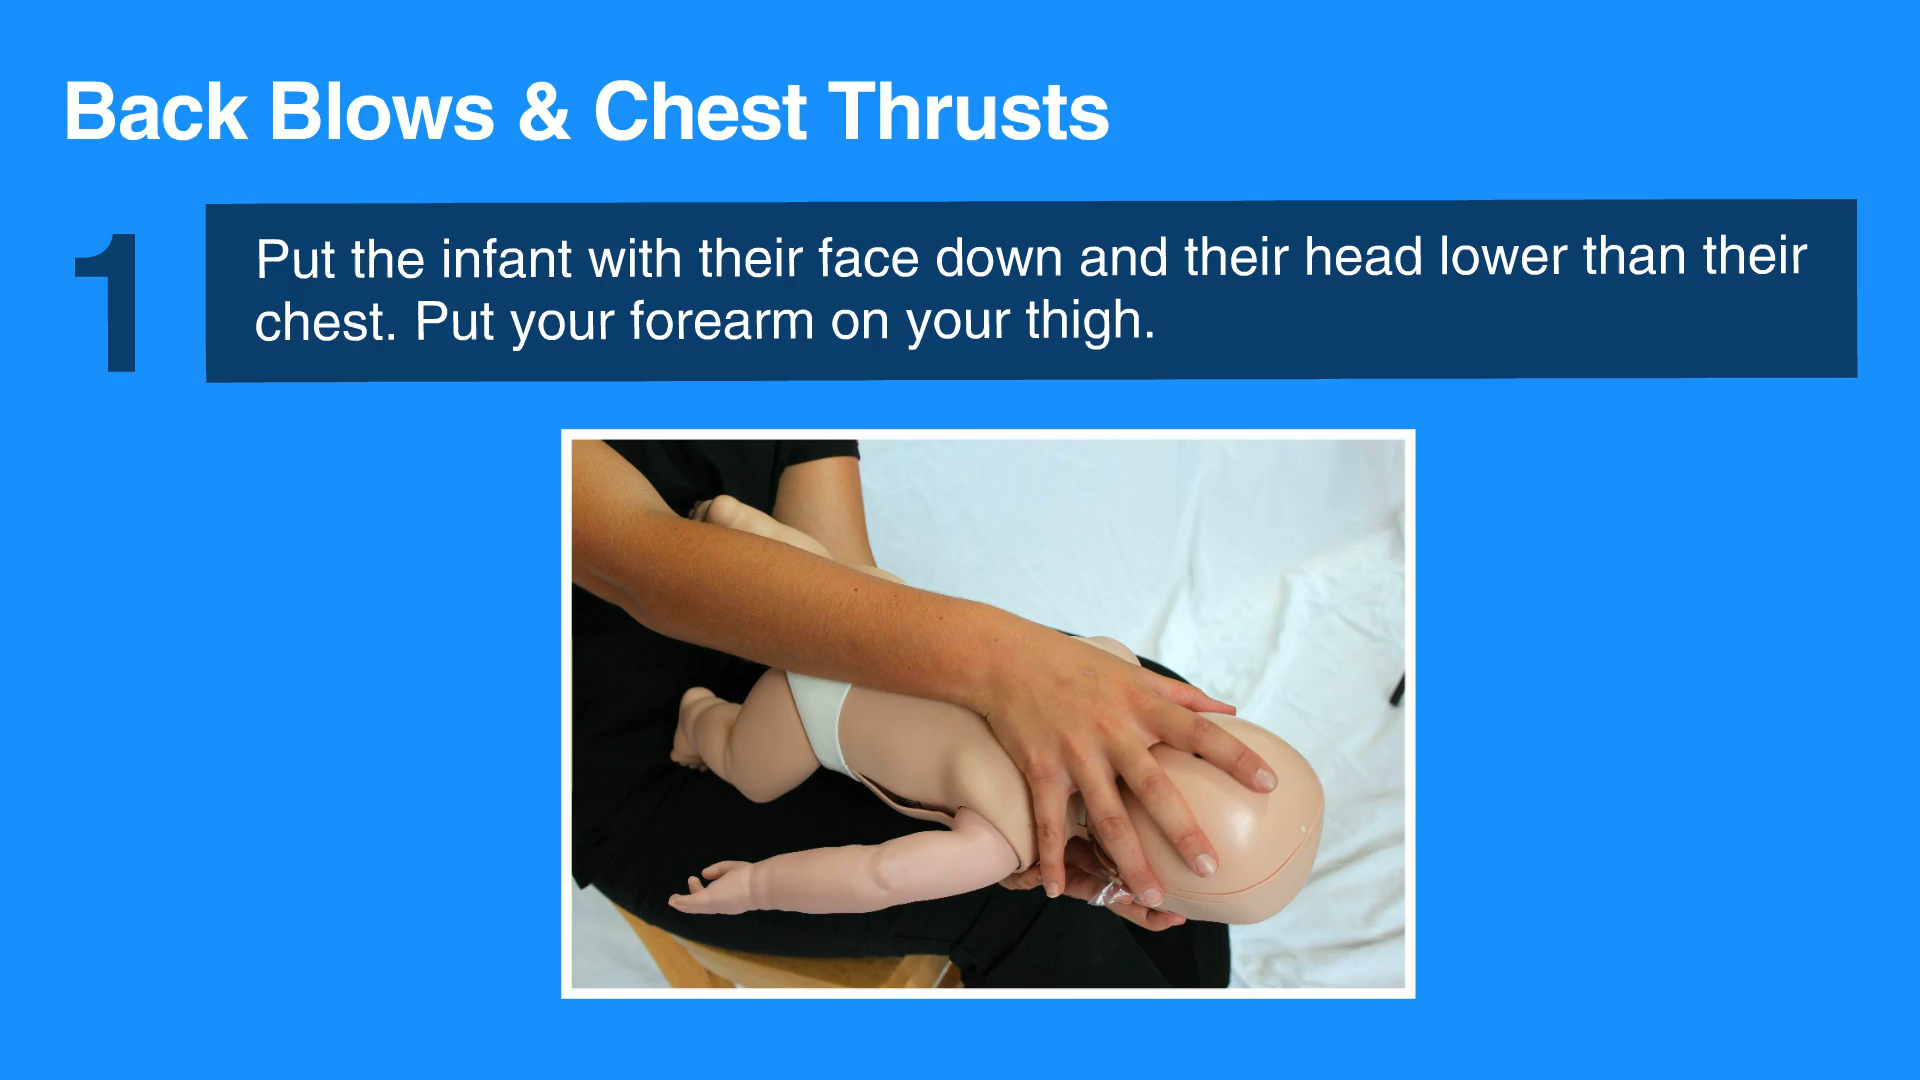 Back Blows & Chest Thrusts
1
Put the infant with their face down and their head lower than their
chest. Put your forearm on your thigh.